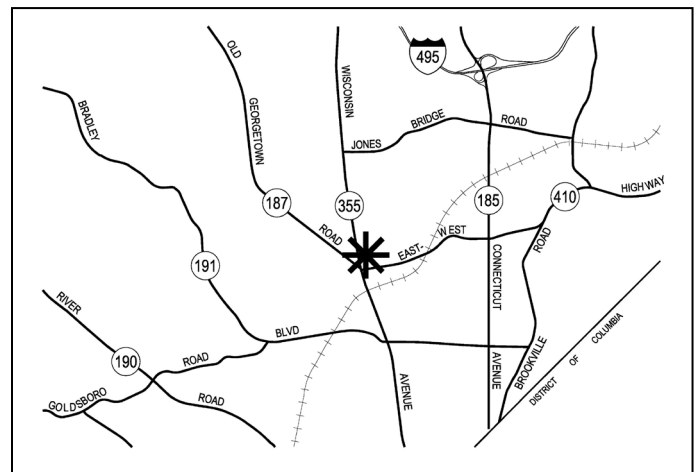 OLD
GEORGETOWN
ROAD
WISCONSIN
AVENUE
495
BRADLEY
BLVD
JONES
BRIDGE
ROAD
187
355
185
410
HIGHWAY
EAST-
WEST
191
CONNECTICUT
AVENUE
ROAD
BROOKVILLE
RIVER
ROAD
190
GOLDSBORO
ROAD
DISTRICT OF COLUMBIA